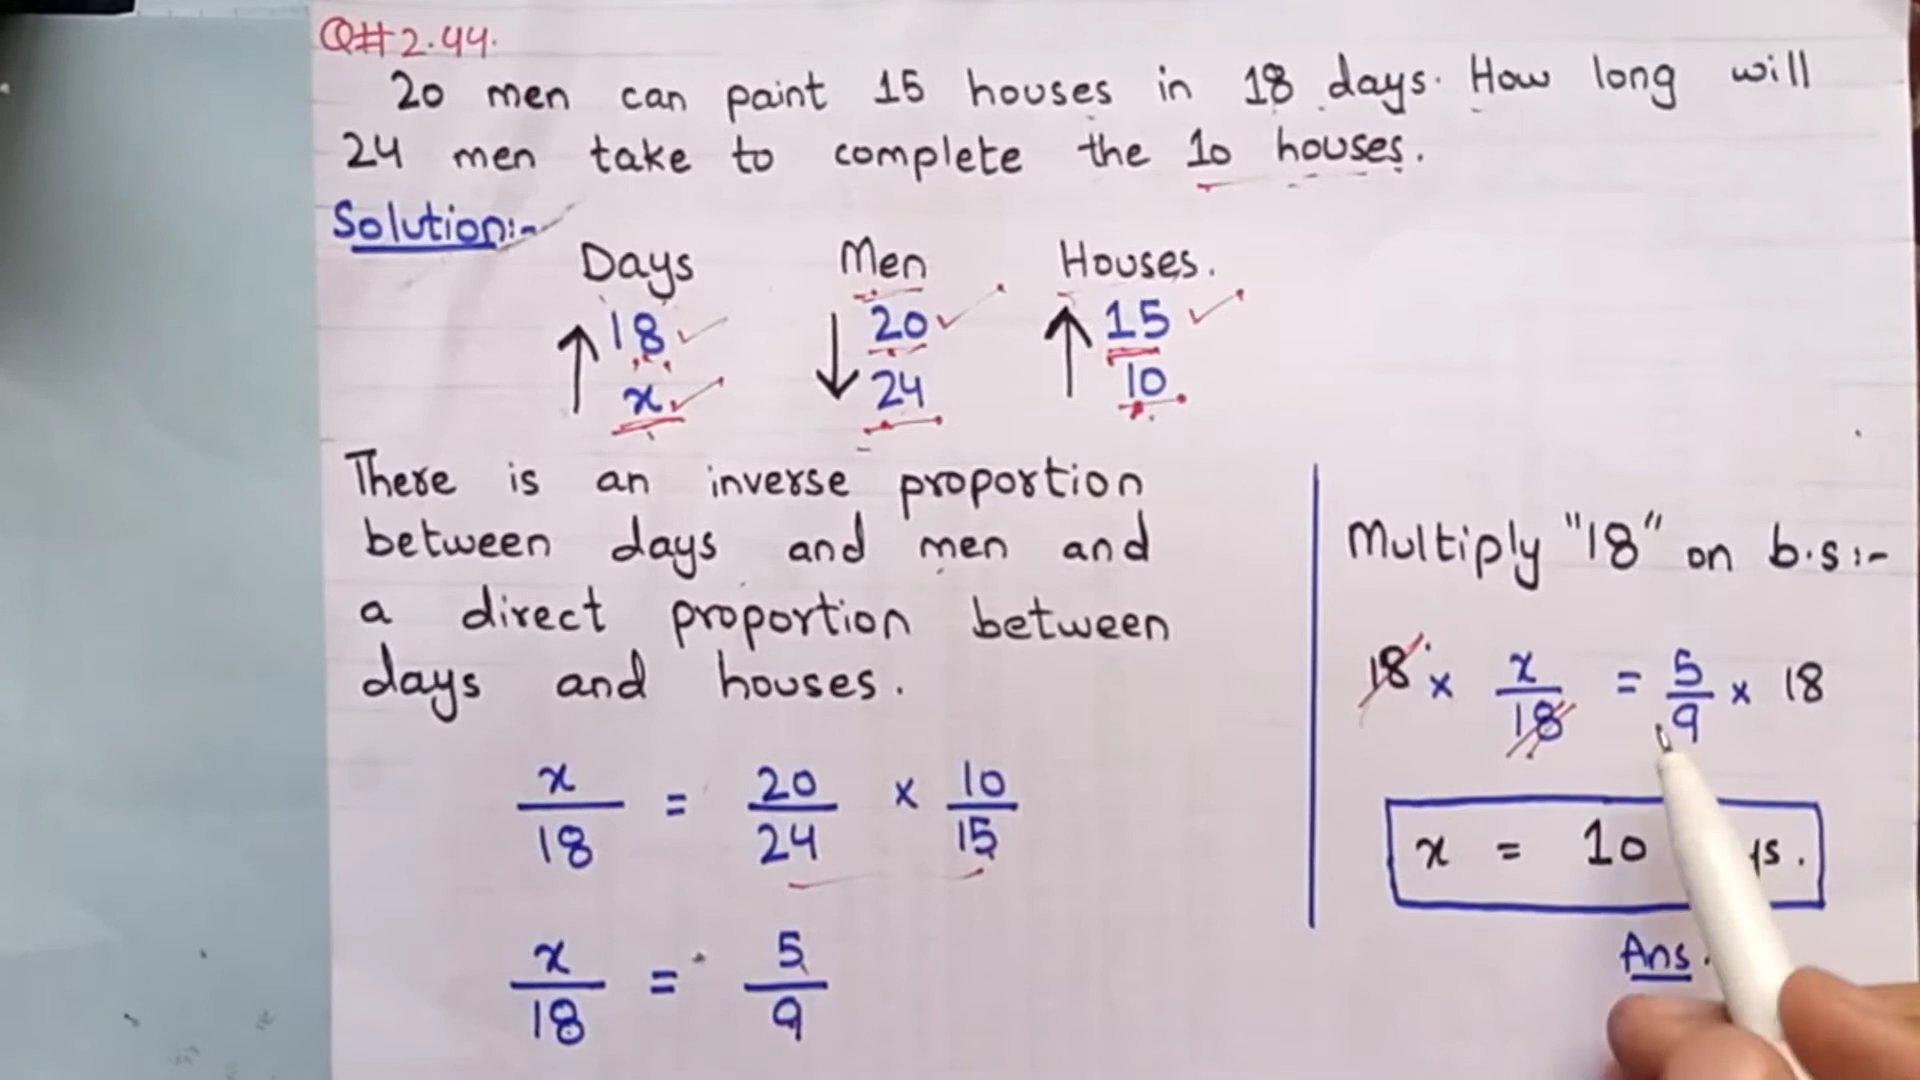 Q# 2.44.
20 men can paint 15 houses in 18 days. How long will
24 men take to complete the 10 houses.
Solution:-
Days Men Houses.
18 20 15
x 24 10
There is an inverse proportion
between days and men and
a direct proportion between
days and houses.
x/18 = 20/24 × 10/15
x/18 = 5/9
Multiply "18" on b.s:-
18 × x/18 = 5/9 × 18
x = 10
Ans.